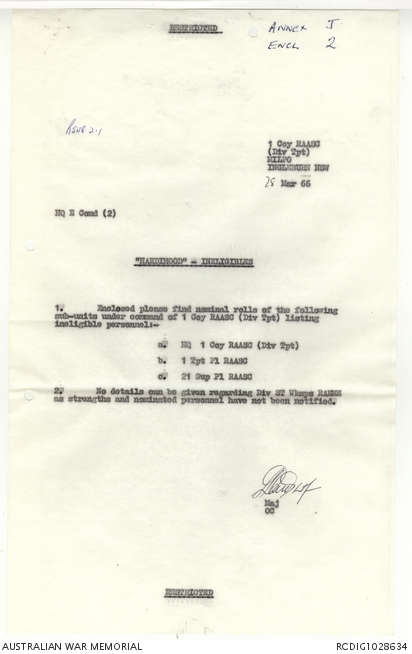 RESTRICTED
ANNEX I
ENCL 2
1 Coy RAASC
(Div Tpt)
MILPO
INGLEBURN NSW
28 Mar 66
HQ E Comd (2)
"HARDIHOOD" - INELIGIBLES
1. Enclosed please find nominal rolls of the following
sub-units under command of 1 Coy RAASC (Div Tpt) listing
ineligible personnel:-
a. HQ 1 Coy RAASC (Div Tpt)
b. 1 Tpt Pl RAASC
c. 21 Sup Pl RAASC
2. No details can be given regarding Div ST Wksps RAEME
as strengths and nominated personnel have not been notified.
Maj
OC
RESTRICTED
AUSTRALIAN WAR MEMORIAL
RCDIG1028634